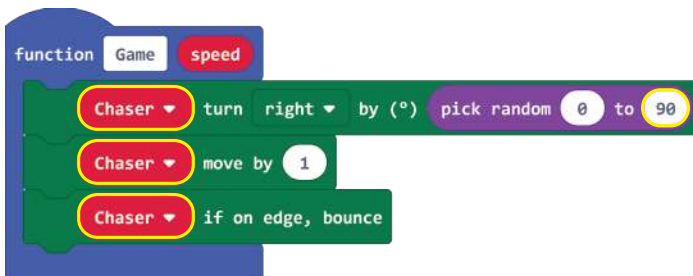 function Game speed
Chaser turn right by (°) pick random 0 to 90
Chaser move by 1
Chaser if on edge, bounce